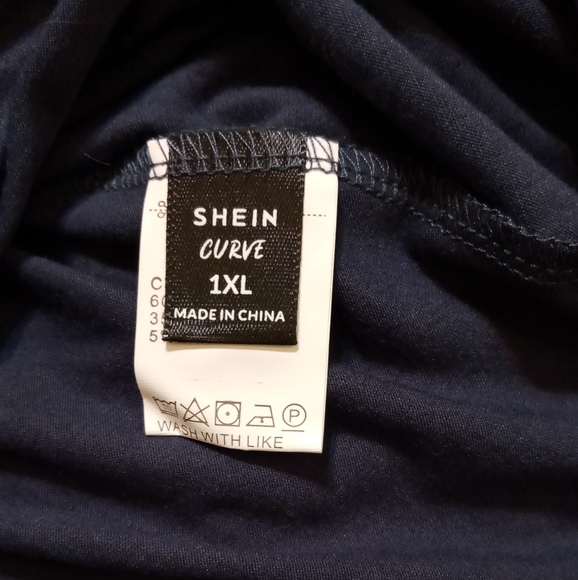 SHEIN
CURVE
1XL
MADE IN CHINA
P
WASH WITH LIKE